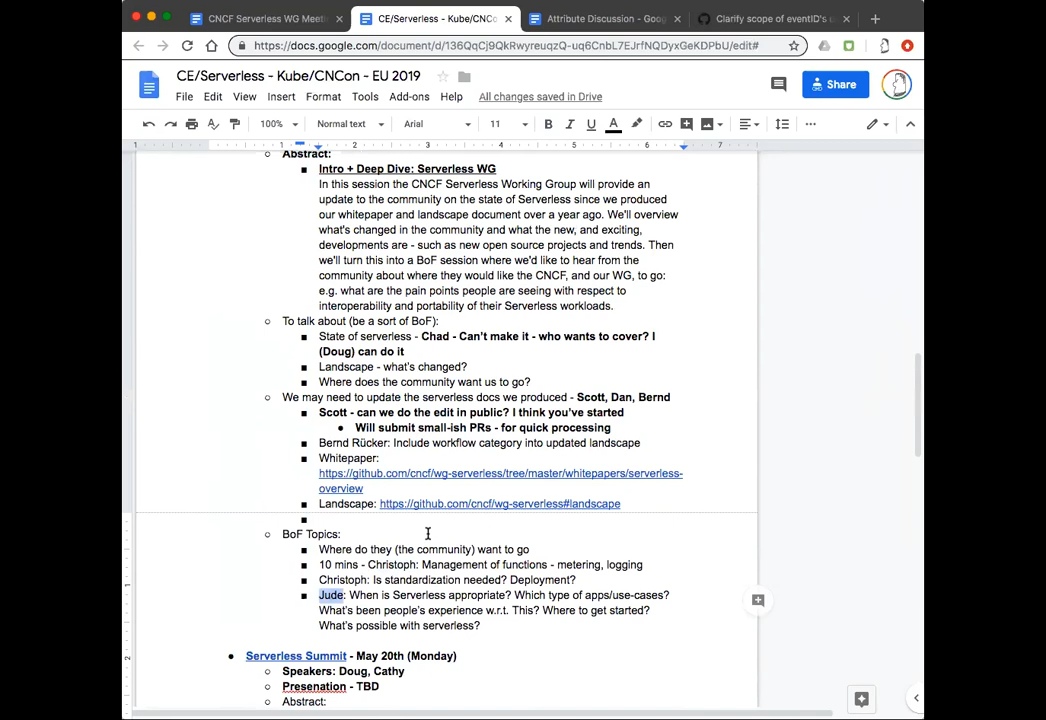 CNCF Serverless WG Meeti
CE/Serverless - Kube/CNCo
Attribute Discussion - Goog
Clarify scope of eventID's c
https://docs.google.com/document/d/136QqCj9QkRwyreuqzQ-uq6CnbL7EJrfNQDyxGeKDPbU/edit#
CE/Serverless - Kube/CNCon - EU 2019
File Edit View Insert Format Tools Add-ons Help All changes saved in Drive
Share
100% Normal text Arial 11 B I U A
1 1 2 3 4 5 6 7
Abstract:
Intro + Deep Dive: Serverless WG
In this session the CNCF Serverless Working Group will provide an
update to the community on the state of Serverless since we produced
our whitepaper and landscape document over a year ago. We'll overview
what's changed in the community and what the new, and exciting,
developments are - such as new open source projects and trends. Then
we'll turn this into a BoF session where we'd like to hear from the
community about where they would like the CNCF, and our WG, to go:
e.g. what are the pain points people are seeing with respect to
interoperability and portability of their Serverless workloads.
To talk about (be a sort of BoF):
State of serverless - Chad - Can't make it - who wants to cover? I
(Doug) can do it
Landscape - what's changed?
Where does the community want us to go?
We may need to update the serverless docs we produced - Scott, Dan, Bernd
Scott - can we do the edit in public? I think you've started
Will submit small-ish PRs - for quick processing
Bernd Rücker: Include workflow category into updated landscape
Whitepaper:
https://github.com/cncf/wg-serverless/tree/master/whitepapers/serverless-
overview
Landscape: https://github.com/cncf/wg-serverless#landscape
BoF Topics:
Where do they (the community) want to go
10 mins - Christoph: Management of functions - metering, logging
Christoph: Is standardization needed? Deployment?
Jude: When is Serverless appropriate? Which type of apps/use-cases?
What's been people's experience w.r.t. This? Where to get started?
What's possible with serverless?
Serverless Summit - May 20th (Monday)
Speakers: Doug, Cathy
Presenation - TBD
Abstract:
1
2